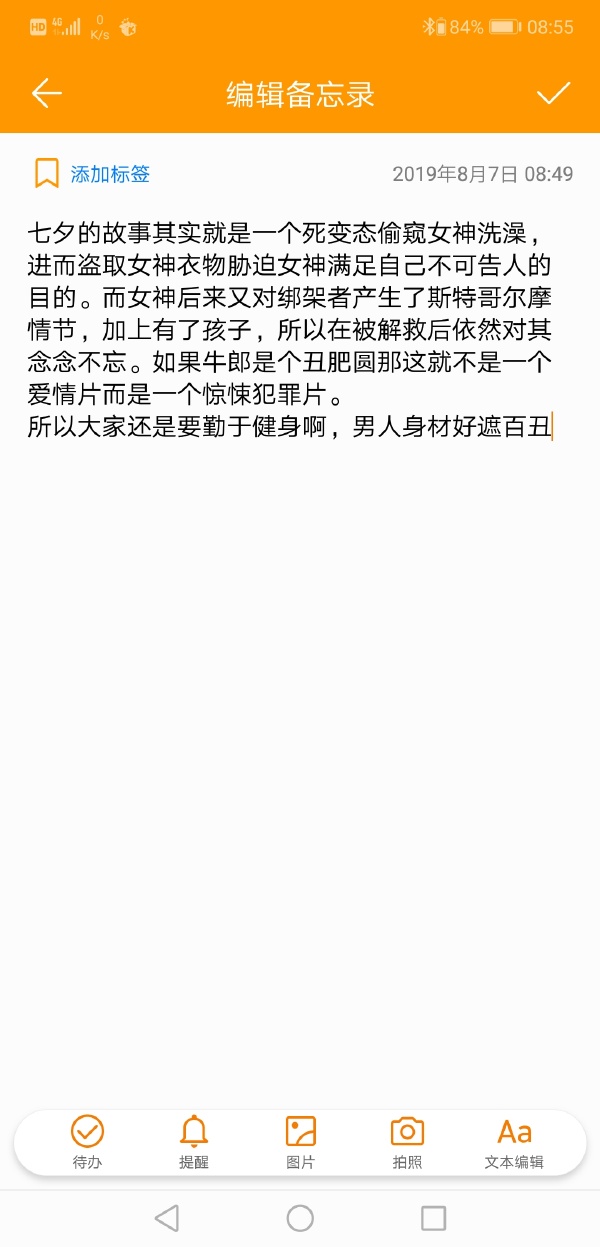 HD 4G 0 K/s 84% 08:55
编辑备忘录
添加标签 2019年8月7日 08:49
七夕的故事其实就是一个死变态偷窥女神洗澡，
进而盗取女神衣物胁迫女神满足自己不可告人的
目的。而女神后来又对绑架者产生了斯特哥尔摩
情节，加上有了孩子，所以在被解救后依然对其
念念不忘。如果牛郎是个丑肥圆那这就不是一个
爱情片而是一个惊悚犯罪片。
所以大家还是要勤于健身啊，男人身材好遮百丑
待办 提醒 图片 拍照 Aa 文本编辑